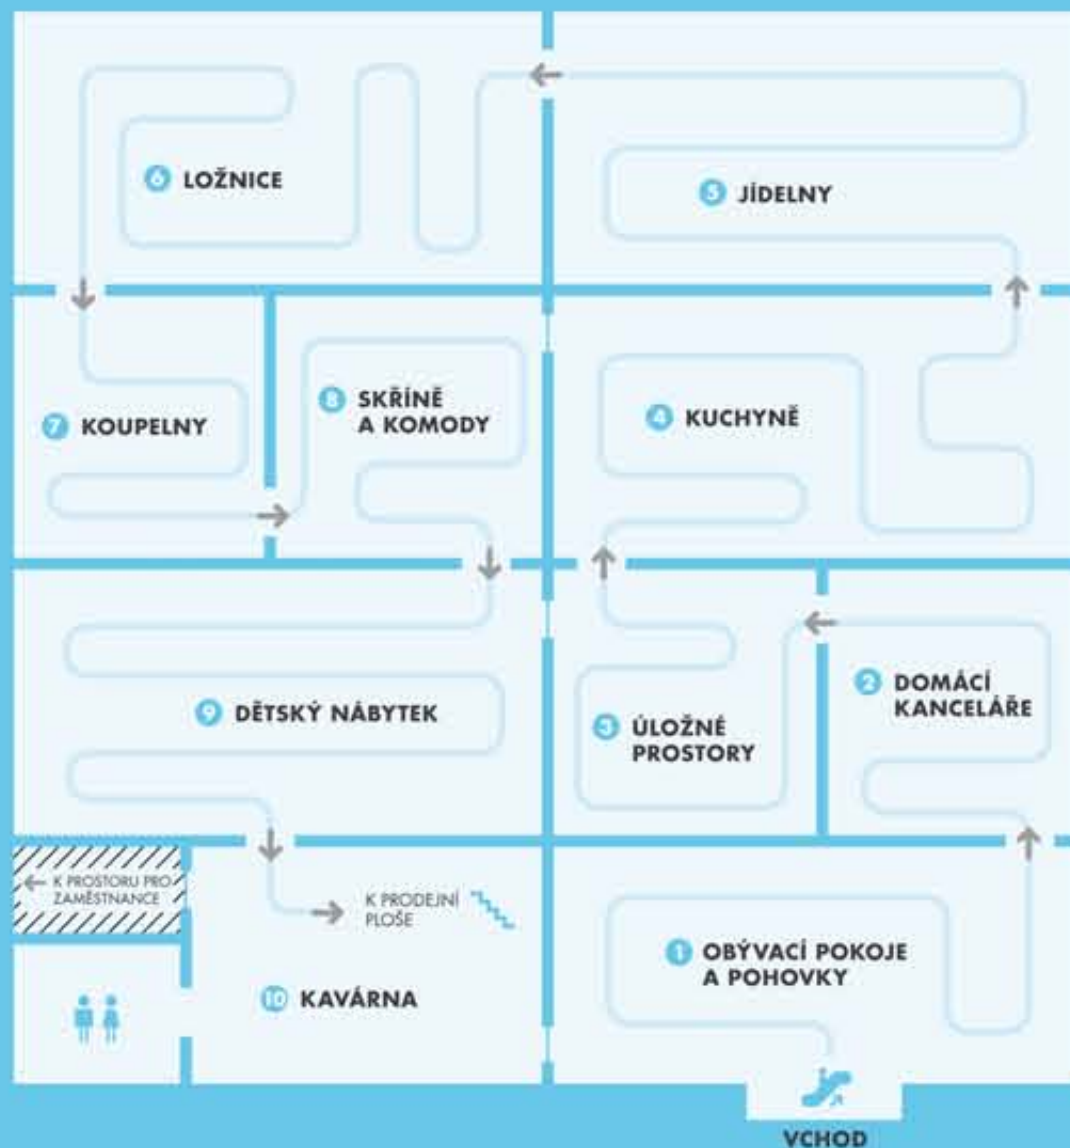 6 LOŽNICE
5 JÍDELNY
7 KOUPELNY
8 SKŘÍNĚ
A KOMODY
4 KUCHYNĚ
9 DĚTSKÝ NÁBYTEK
3 ÚLOŽNÉ
PROSTORY
2 DOMÁCÍ
KANCELÁŘE
K PROSTORU PRO
ZAMĚSTNANCE
K PRODEJNÍ
PLOŠE
10 KAVÁRNA
1 OBÝVACÍ POKOJE
A POHOVKY
VCHOD